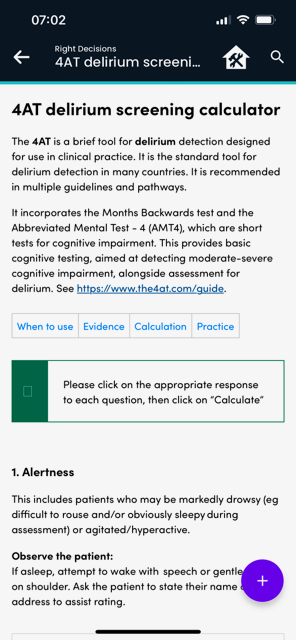 07:02
Right Decisions
4AT delirium screeni...
4AT delirium screening calculator
The 4AT is a brief tool for delirium detection designed
for use in clinical practice. It is the standard tool for
delirium detection in many countries. It is recommended
in multiple guidelines and pathways.
It incorporates the Months Backwards test and the
Abbreviated Mental Test - 4 (AMT4), which are short
tests for cognitive impairment. This provides basic
cognitive testing, aimed at detecting moderate-severe
cognitive impairment, alongside assessment for
delirium. See https://www.the4at.com/guide.
When to use Evidence Calculation Practice
Please click on the appropriate response
to each question, then click on “Calculate”
1. Alertness
This includes patients who may be markedly drowsy (eg
difficult to rouse and/or obviously sleepy during
assessment) or agitated/hyperactive.
Observe the patient:
If asleep, attempt to wake with speech or gentle
on shoulder. Ask the patient to state their name
address to assist rating.